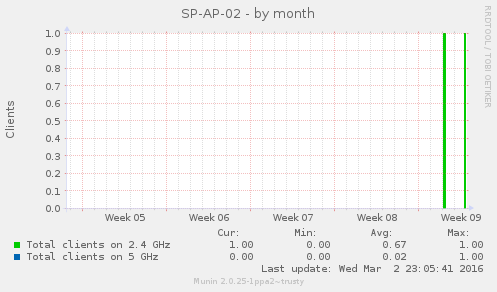 SP-AP-02 - by month
RRDTOOL / TOBI OETIKER
Clients
1.0
0.9
0.8
0.7
0.6
0.5
0.4
0.3
0.2
0.1
0.0
Week 05 Week 06 Week 07 Week 08 Week 09
Cur: Min: Avg: Max:
Total clients on 2.4 GHz 1.00 0.00 0.67 1.00
Total clients on 5 GHz 0.00 0.00 0.02 1.00
Last update: Wed Mar 2 23:05:41 2016
Munin 2.0.25-1ppa2~trusty